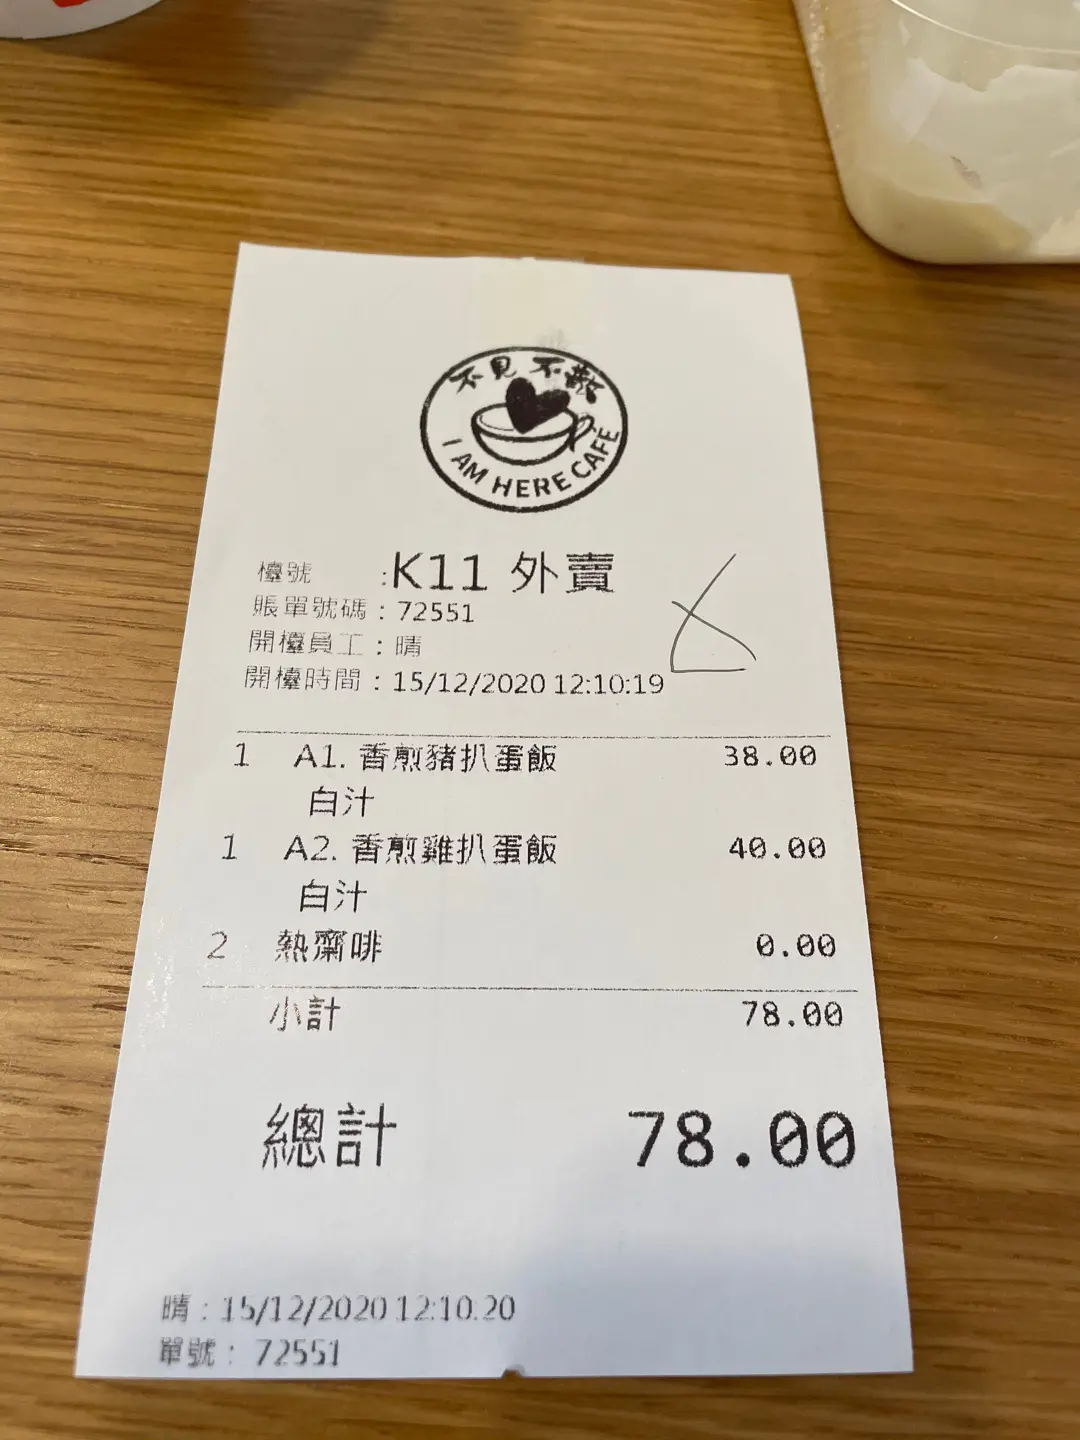 不見不散
I AM HERE CAFE
檯號 :K11 外賣
賬單號碼 : 72551
開檯員工 : 晴
開檯時間 : 15/12/2020 12:10:19
1 A1. 香煎豬扒蛋飯 38.00
白汁
1 A2. 香煎雞扒蛋飯 40.00
白汁
2 熱齋啡 0.00
小計 78.00
總計 78.00
晴 : 15/12/2020 12:10:20
單號 : 72551